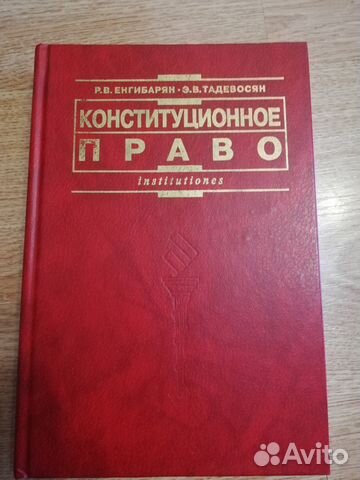 Р.В. ЕНГИБАРЯН · Э.В. ТАДЕВОСЯН
КОНСТИТУЦИОННОЕ
ПРАВО
institutiones
Avito